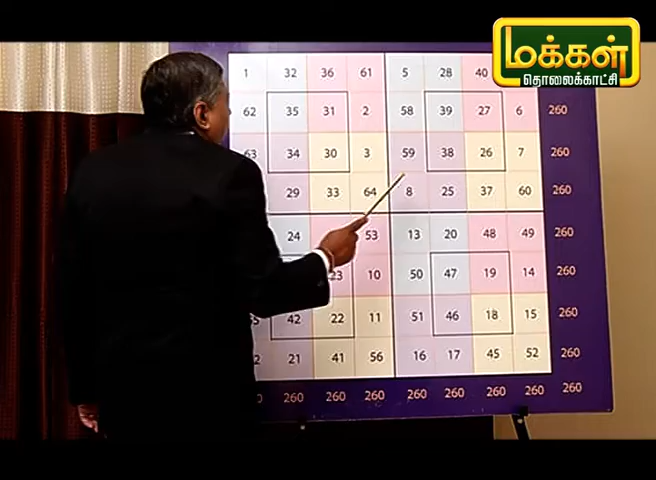 மக்கள்
தொலைக்காட்சி
1 32 36 61 5 28 40
62 35 31 2 58 39 27 6 260
63 34 30 3 59 38 26 7 260
29 33 64 8 25 37 60 260
24 53 13 20 48 49 260
23 10 50 47 19 14 260
42 22 11 51 46 18 15 260
21 41 56 16 17 45 52 260
260 260 260 260 260 260 260 260